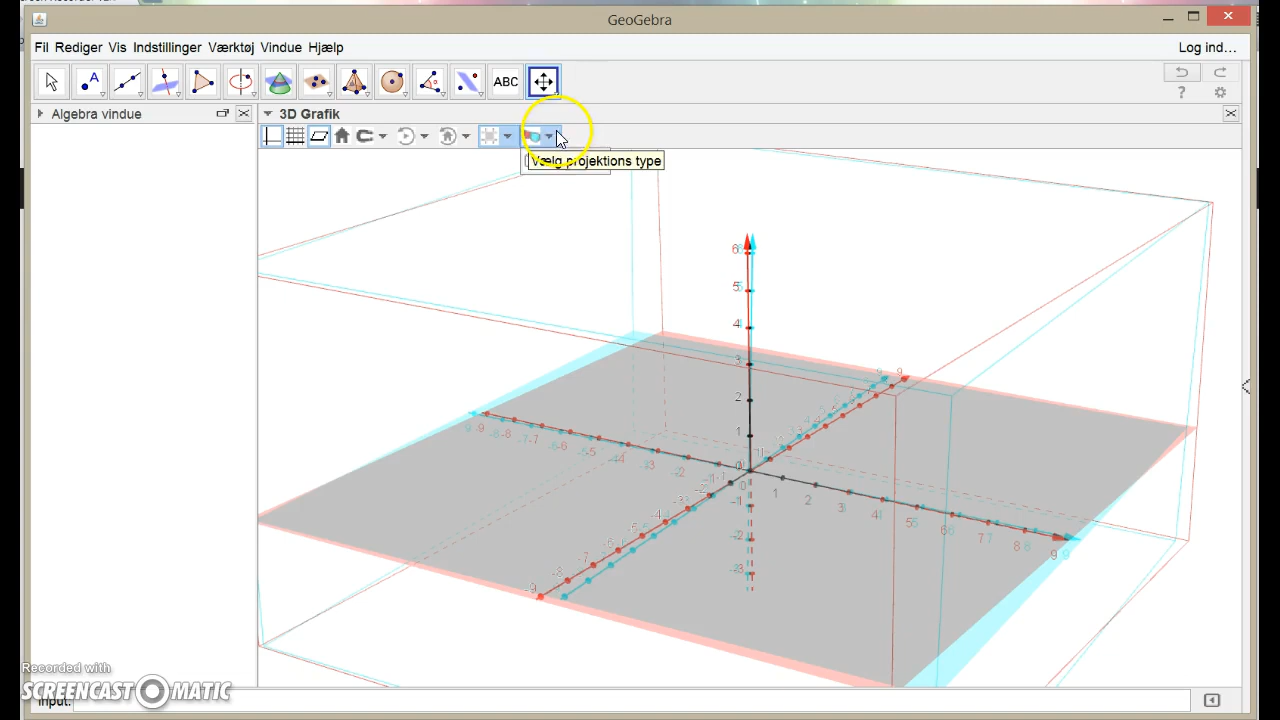 GeoGebra
Fil Rediger Vis Indstillinger Værktøj Vindue Hjælp
Log ind...
A
ABC
Algebra vindue
3D Grafik
Vælg projektions type
Recorded with
SCREENCAST MATIC
Input: